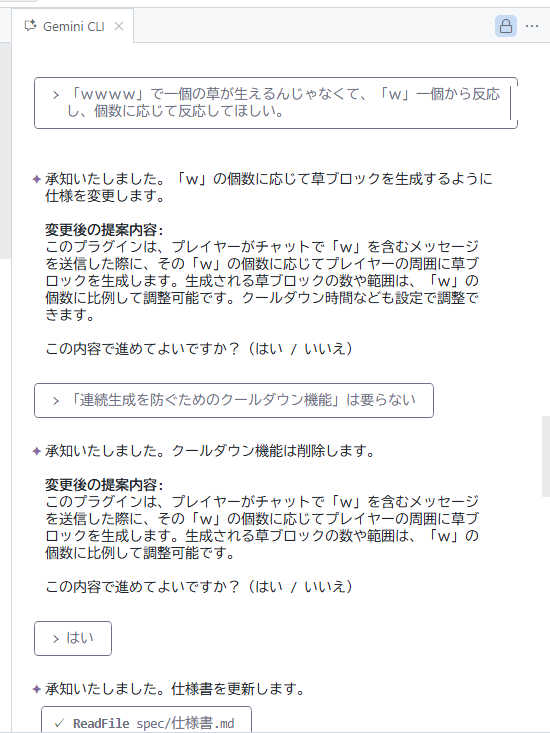 Gemini CLI
> 「ｗｗｗｗ」で一個の草が生えるんじゃなくて、「ｗ」一個から反応
し、個数に応じて反応してほしい。
✦ 承知いたしました。「ｗ」の個数に応じて草ブロックを生成するように
仕様を変更します。
変更後の提案内容:
このプラグインは、プレイヤーがチャットで「ｗ」を含むメッセージ
を送信した際に、その「ｗ」の個数に応じてプレイヤーの周囲に草ブ
ロックを生成します。生成される草ブロックの数や範囲は、「ｗ」の
個数に比例して調整可能です。クールダウン時間なども設定で調整で
きます。
この内容で進めてよいですか？（はい / いいえ）
> 「連続生成を防ぐためのクールダウン機能」は要らない
✦ 承知いたしました。クールダウン機能は削除します。
変更後の提案内容:
このプラグインは、プレイヤーがチャットで「ｗ」を含むメッセージ
を送信した際に、その「ｗ」の個数に応じてプレイヤーの周囲に草ブ
ロックを生成します。生成される草ブロックの数や範囲は、「ｗ」の
個数に比例して調整可能です。
この内容で進めてよいですか？（はい / いいえ）
> はい
✦ 承知いたしました。仕様書を更新します。
✓ ReadFile spec/仕様書.md